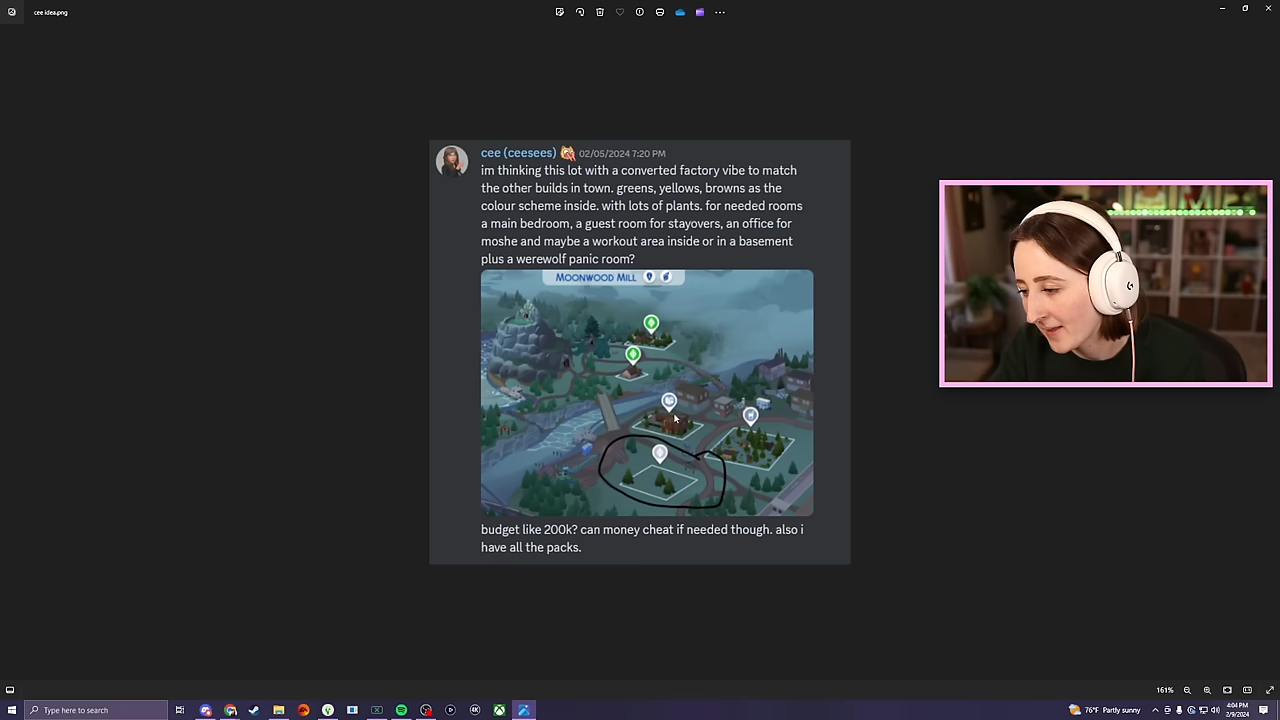 cee idea.png
cee (ceesees) 02/05/2024 7:20 PM
im thinking this lot with a converted factory vibe to match
the other builds in town. greens, yellows, browns as the
colour scheme inside. with lots of plants. for needed rooms
a main bedroom, a guest room for stayovers, an office for
moshe and maybe a workout area inside or in a basement
plus a werewolf panic room?
MOONWOOD MILL
budget like 200k? can money cheat if needed though. also i
have all the packs.
161%
Type here to search
76°F Partly sunny
4:04 PM
2/9/2024